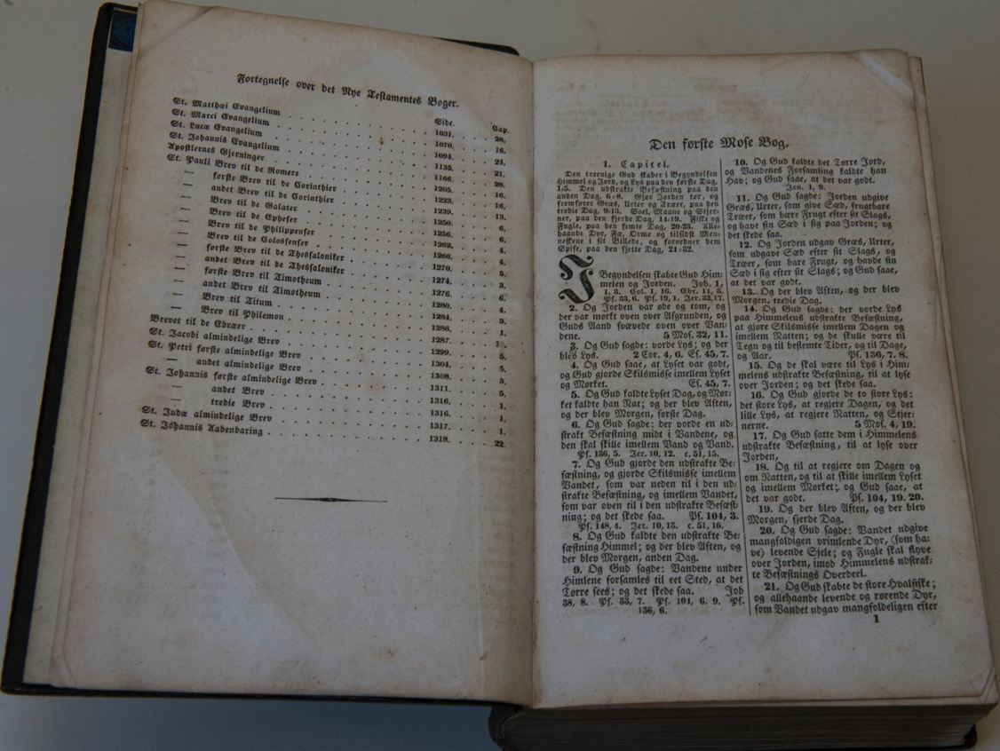 Fortegnelse over det Nye Testamentes Bøger.
Side. Cap.
St. Matthæi Evangelium 1031. 28.
St. Marci Evangelium 1070. 16.
St. Lucæ Evangelium 1094. 24.
St. Johannis Evangelium 1135. 21.
Apostlernes Gjerninger 1166. 28.
St. Pauli Brev til de Romere 1205. 16.
— første Brev til de Corinthier 1223. 16.
— andet Brev til de Corinthier 1239. 13.
— Brev til de Galater 1250. 6.
— Brev til de Epheser 1256. 6.
— Brev til de Philippenser 1262. 4.
— Brev til de Colossenser 1266. 4.
— første Brev til de Thessaloniker 1270. 5.
— andet Brev til de Thessaloniker 1274. 3.
— første Brev til Timotheum 1276. 6.
— andet Brev til Timotheum 1280. 4.
— Brev til Titum 1284. 3.
— Brev til Philemon 1286. 1.
Brevet til de Ebræer 1287.
St. Jacobi almindelige Brev 1299. 5.
St. Petri første almindelige Brev 1304. 5.
— andet almindelige Brev 1308. 3.
St. Johannis første almindelige Brev 1311. 5.
— andet Brev 1316. 1.
— tredie Brev 1316. 1.
St. Judæ almindelige Brev 1317. 1.
St. Johannis Aabenbaring 1318. 22.
Den første Mose Bog.
1. Capitel.
Den treenige Gud skaber i Begyndelsen
Himmel og Jord, og Lys paa den første Dag,
1-5. Den udstrakte Befæstning paa den
anden Dag, 6-8. Gjør Jorden tør, og
fremfører Græs, Urter og Træer, paa den
tredie Dag, 9-13. Soel, Maane og Stjer-
ner, paa den fjerde Dag, 14-19. Fiske og
Fugle, paa den femte Dag, 20-23. Alle-
haande Dyr, Fæ, Orme og tilsidst Men-
neskene i sit Billede, og forordner dem
Spise, paa den sjette Dag, 24-32.
I Begyndelsen skabte Gud Him-
melen og Jorden. Joh. 1,
1. 3. Col. 1, 16. Ebr. 11, 3.
Ps. 33, 6. Ps. 19, 1. Jer. 32, 17.
2. Og Jorden var øde og tom, og
der var mørkt oven over Afgrunden, og
Guds Aand svævede oven over Van-
dene. 5 Mos. 32, 11.
3. Og Gud sagde: vorde Lys; og der
blev Lys. 2 Cor. 4, 6. Es. 45, 7.
4. Og Gud saae, at Lyset var godt,
og Gud gjorde Skilsmisse imellem Lyset
og Mørket. Es. 45, 7.
5. Og Gud kaldte Lyset Dag, og Mør-
ket kaldte han Nat; og der blev Aften,
og der blev Morgen, første Dag.
6. Og Gud sagde: der vorde en ud-
strakt Befæstning midt i Vandene, og
den skal skille imellem Vand og Vand.
Ps. 136, 5. Jer. 10, 12. c. 51, 15.
7. Og Gud gjorde den udstrakte Be-
fæstning, og gjorde Skilsmisse imellem
Vandet, som var neden til i den ud-
strakte Befæstning, og imellem Vandet,
som var oven til i den udstrakte Befæst-
ning; og det skede saa. Ps. 104, 3.
Ps. 148, 4. Jer. 10, 13. c. 51, 16.
8. Og Gud kaldte den udstrakte Be-
fæstning Himmel; og der blev Aften, og
der blev Morgen, anden Dag.
9. Og Gud sagde: Vandene under
Himlene forsamles til eet Sted, at det
Tørre sees; og det skede saa. Job
38, 8. Ps. 33, 7. Ps. 104, 6. 9. Ps.
136, 6.
10. Og Gud kaldte det Tørre Jord,
og Vandenes Forsamling kaldte han
Hav; og Gud saae, at det var godt.
Jon. 1, 9.
11. Og Gud sagde: Jorden udgive
Græs, Urter, som give Sæd, frugtbare
Træer, som bære Frugt efter sit Slags,
og have sin Sæd i sig paa Jorden; og
det skede saa.
12. Og Jorden udgav Græs, Urter,
som udgave Sæd efter sit Slags, og
Træer, som bare Frugt, og havde sin
Sæd i sig efter sit Slags; og Gud saae,
at det var godt.
13. Og der blev Aften, og der blev
Morgen, tredie Dag.
14. Og Gud sagde: der vorde Lys
paa Himmelens udstrakte Befæstning,
at gjøre Skilsmisse imellem Dagen og
imellem Natten; og de skulle være til
Tegn og til bestemte Tider, og til Dage,
og Aar. Ps. 136, 7. 8.
15. Og de skal være til Lys i Him-
melens udstrakte Befæstning, til at lyse
over Jorden; og det skede saa.
16. Og Gud gjorde de to store Lys;
det store Lys, at regjere Dagen, og det
lille Lys, at regjere Natten, og Stjer-
nerne. 5 Mos. 4, 19.
17. Og Gud satte dem i Himmelens
udstrakte Befæstning, til at lyse over
Jorden,
18. Og til at regjere om Dagen og
om Natten, og til at skille imellem Lyset
og imellem Mørket; og Gud saae, at
det var godt. Ps. 104, 19. 20.
19. Og der blev Aften, og der blev
Morgen, fjerde Dag.
20. Og Gud sagde: Vandet udgive
mangfoldigen vrimlende Dyr, (som ha-
ve) levende Sjele; og Fugle skal flyve
over Jorden, imod Himmelens udstrak-
te Befæstnings Overdeel.
21. Og Gud skabte de store Hvalfiske;
og allehaande levende og rørende Dyr,
som Vandet udgav mangfoldeligen efter
1